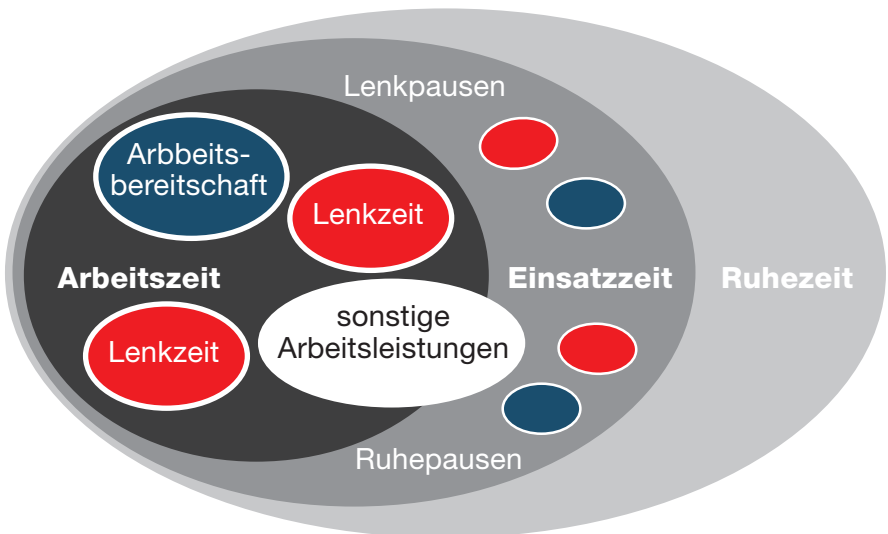 Lenkpausen
Arbbeits-
bereitschaft
Lenkzeit
Arbeitszeit
Einsatzzeit
Ruhezeit
sonstige
Arbeitsleistungen
Lenkzeit
Ruhepausen